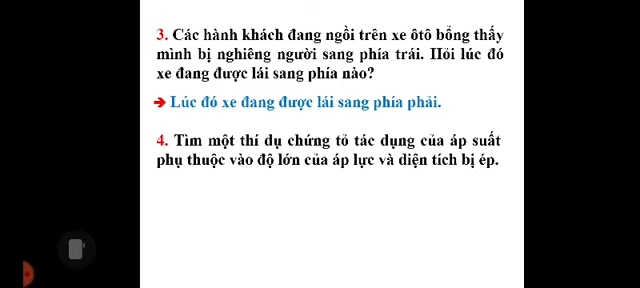 3. Các hành khách đang ngồi trên xe ôtô bỗng thấy
mình bị nghiêng người sang phía trái. Hỏi lúc đó
xe đang được lái sang phía nào?
➔ Lúc đó xe đang được lái sang phía phải.
4. Tìm một thí dụ chứng tỏ tác dụng của áp suất
phụ thuộc vào độ lớn của áp lực và diện tích bị ép.